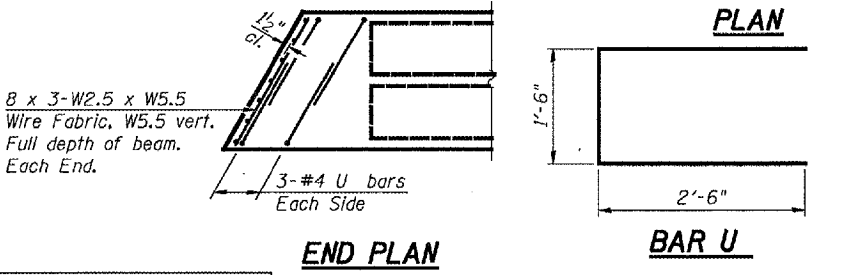 PLAN
1½"
cl.
8 x 3-W2.5 x W5.5
Wire Fabric. W5.5 vert.
Full depth of beam.
Each End.
3-#4 U bars
Each Side
END PLAN
1'-6"
2'-6"
BAR U